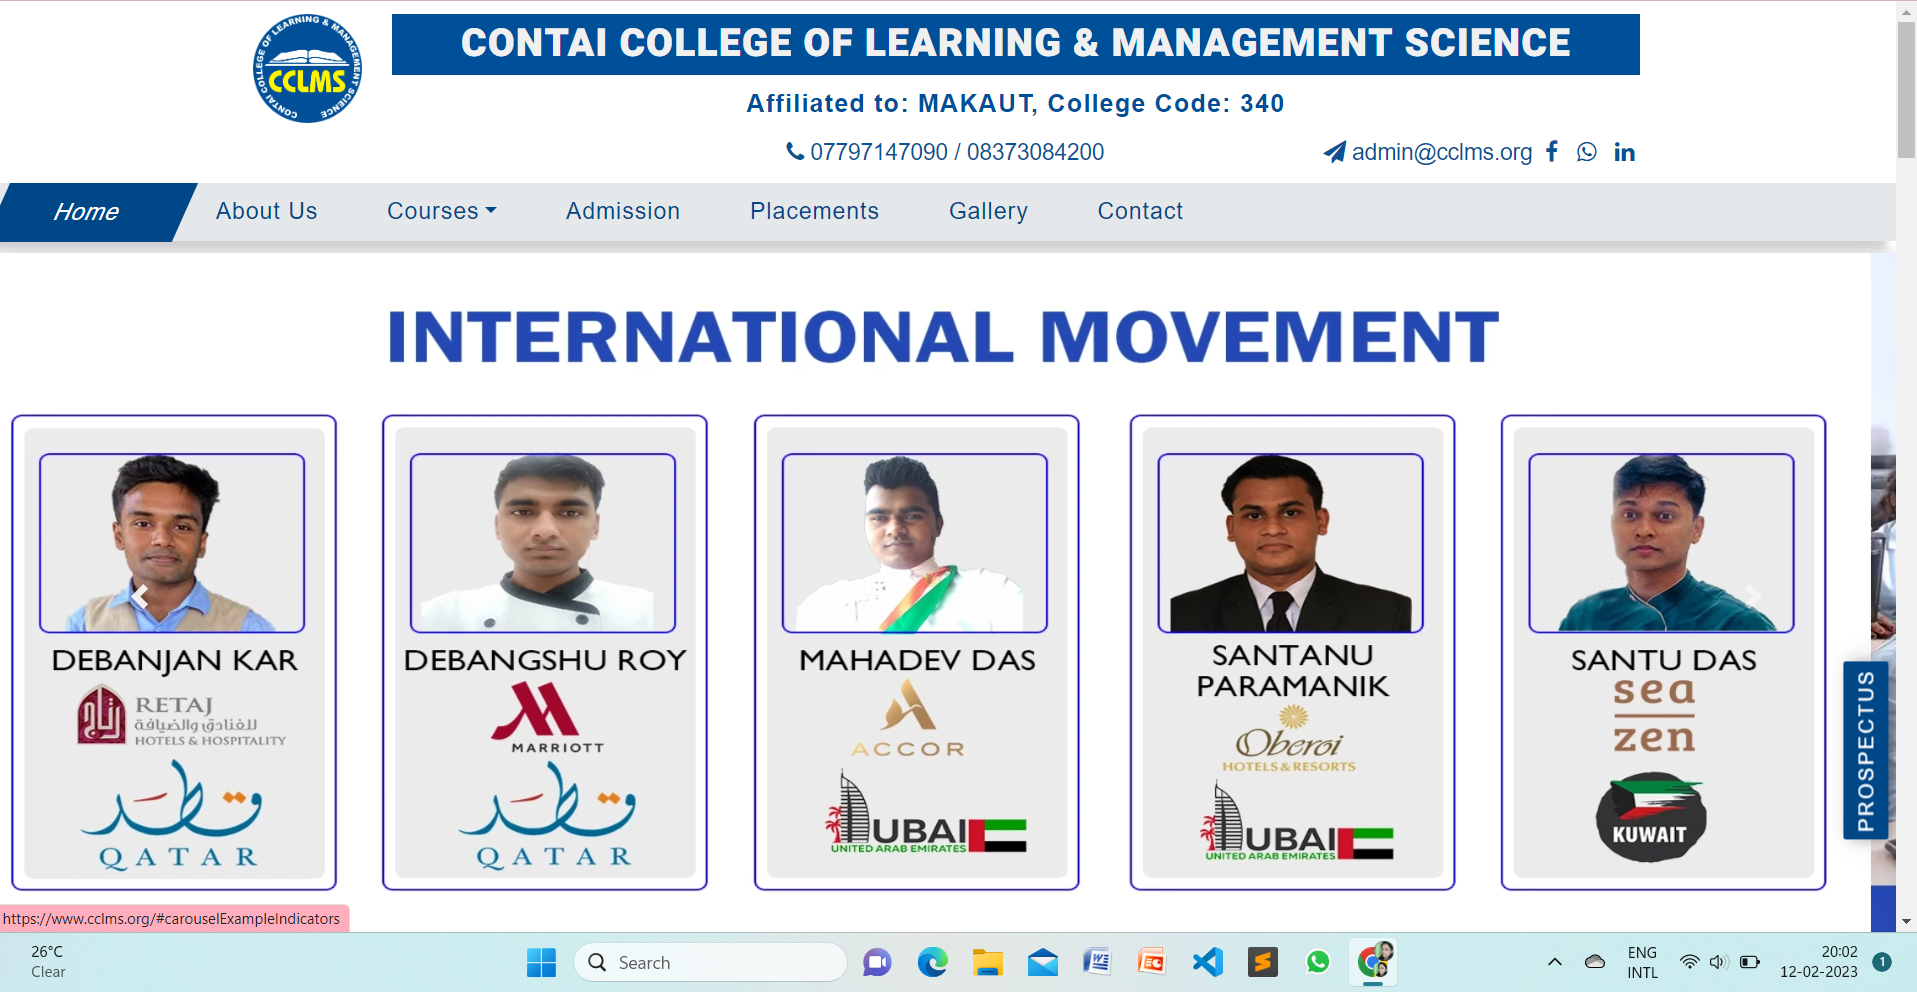 CONTAI COLLEGE OF LEARNING & MANAGEMENT SCIENCE
CCLMS
CONTAI COLLEGE OF LEARNING & MANAGEMENT SCIENCE
Affiliated to: MAKAUT, College Code: 340
07797147090 / 08373084200
admin@cclms.org
Home
About Us
Courses
Admission
Placements
Gallery
Contact
INTERNATIONAL MOVEMENT
DEBANJAN KAR
رتاج
RETAJ
للفنادق والضيافة
HOTELS & HOSPITALITY
قطر
QATAR
DEBANGSHU ROY
MARRIOTT
قطر
QATAR
MAHADEV DAS
ACCOR
DUBAI
UNITED ARAB EMIRATES
SANTANU
PARAMANIK
Oberoi
HOTELS & RESORTS
DUBAI
UNITED ARAB EMIRATES
SANTU DAS
sea
zen
KUWAIT
PROSPECTUS
https://www.cclms.org/#carouselExampleIndicators
26°C
Clear
Search
ENG
INTL
20:02
12-02-2023
1